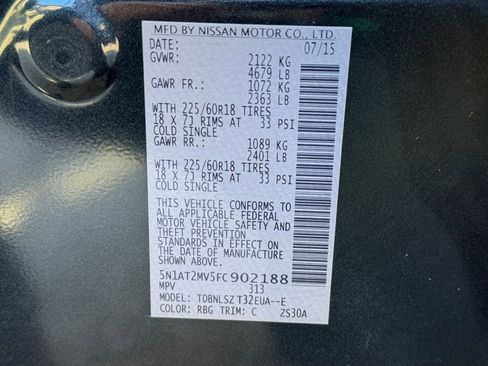 MFD BY NISSAN MOTOR CO., LTD.
DATE: 07/15
GVWR: 2122 KG
4679 LB
GAWR FR.: 1072 KG
2363 LB
WITH 225/60R18 TIRES
18 X 7J RIMS AT 33 PSI
COLD SINGLE
GAWR RR.: 1089 KG
2401 LB
WITH 225/60R18 TIRES
18 X 7J RIMS AT 33 PSI
COLD SINGLE
THIS VEHICLE CONFORMS TO
ALL APPLICABLE FEDERAL
MOTOR VEHICLE SAFETY AND
THEFT PREVENTION
STANDARDS IN EFFECT ON
THE DATE OF MANUFACTURE
SHOWN ABOVE.
5N1AT2MV5FC902188
MPV 313
MODEL: TDBNLSZ T32EUA--E
COLOR: RBG TRIM: C ZS30A